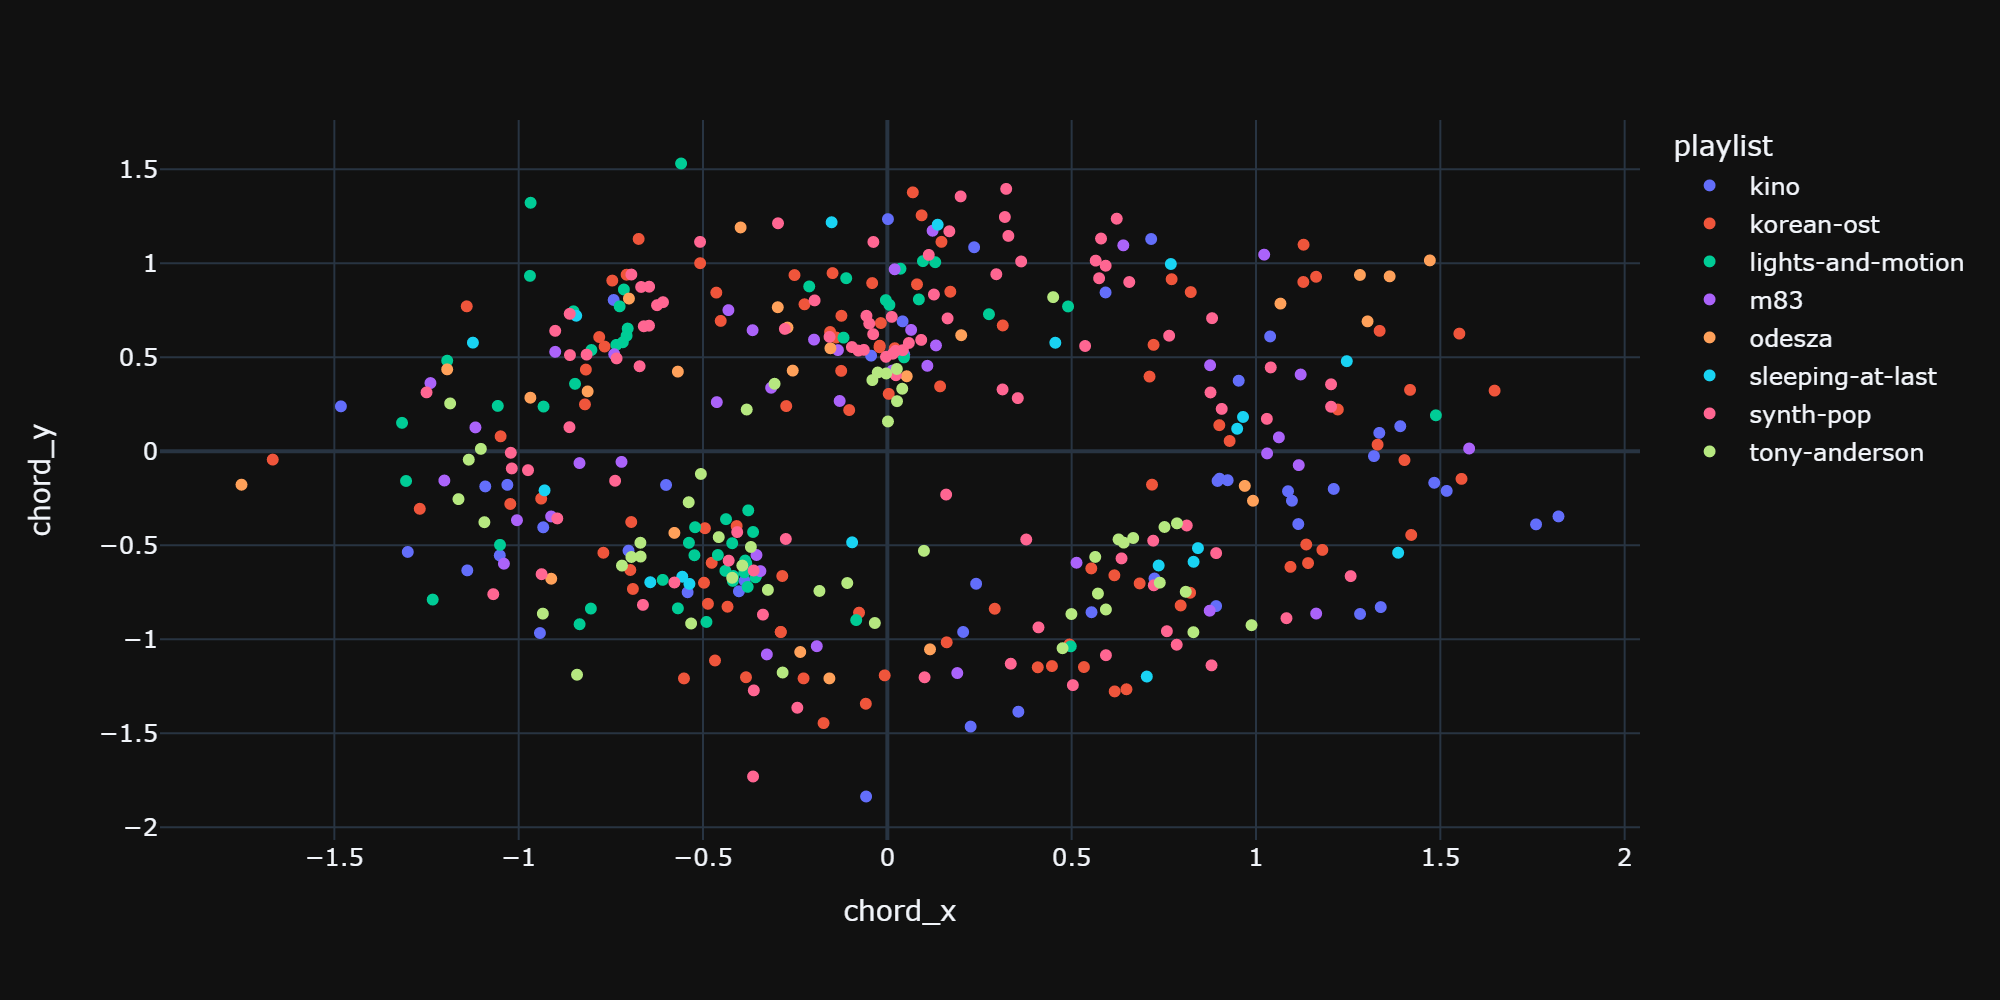 playlist
kino
korean-ost
lights-and-motion
m83
odesza
sleeping-at-last
synth-pop
tony-anderson
1.5
1
0.5
0
−0.5
−1
−1.5
−2
chord_y
−1.5
−1
−0.5
0
0.5
1
1.5
2
chord_x